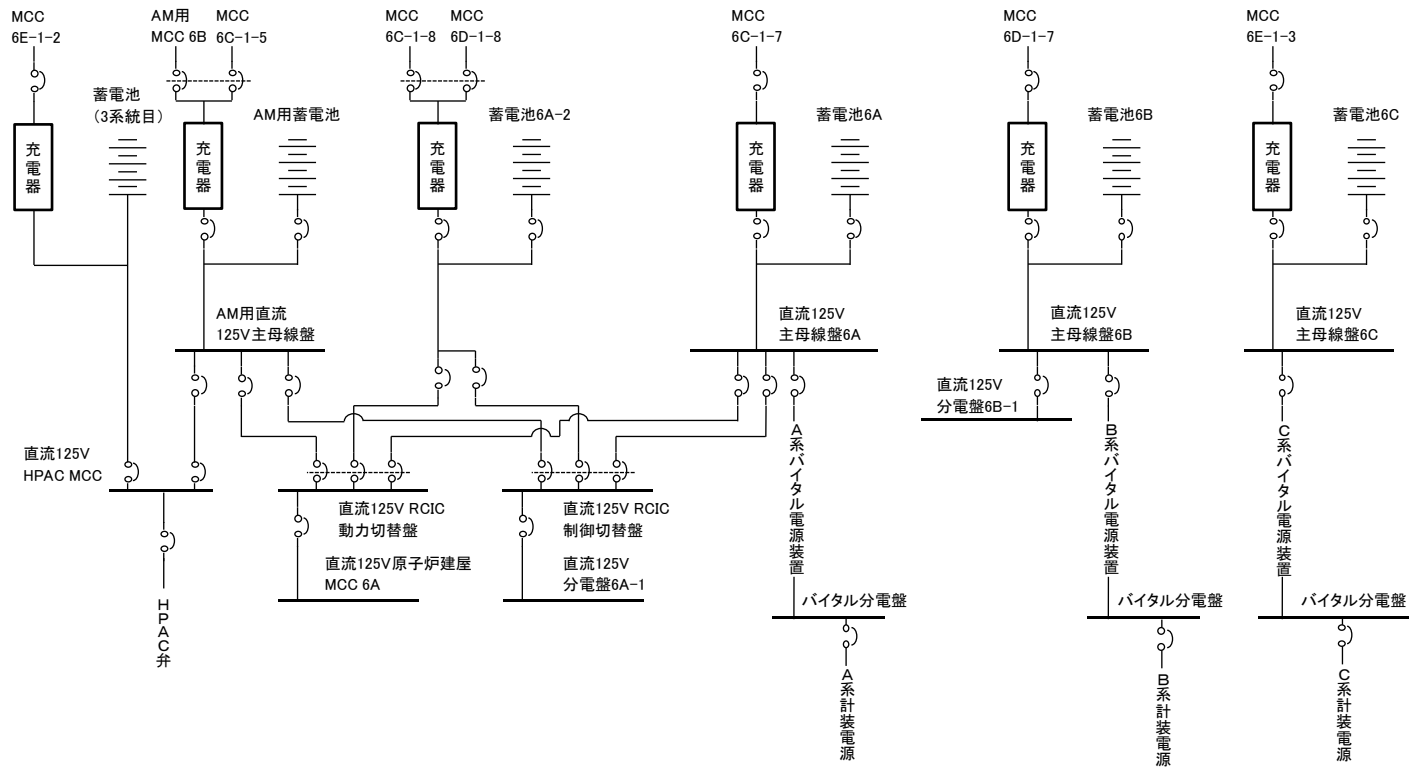 MCC
6E-1-2
AM用
MCC 6B
MCC
6C-1-5
MCC
6C-1-8
MCC
6D-1-8
MCC
6C-1-7
MCC
6D-1-7
MCC
6E-1-3
蓄電池
(3系統目)
AM用蓄電池
蓄電池6A-2
蓄電池6A
蓄電池6B
蓄電池6C
充電器
充電器
充電器
充電器
充電器
充電器
AM用直流
125V主母線盤
直流125V
主母線盤6A
直流125V
主母線盤6B
直流125V
主母線盤6C
直流125V
分電盤6B-1
直流125V
HPAC MCC
直流125V RCIC
動力切替盤
直流125V RCIC
制御切替盤
直流125V原子炉建屋
MCC 6A
直流125V
分電盤6A-1
A系バイタル電源装置
B系バイタル電源装置
C系バイタル電源装置
バイタル分電盤
バイタル分電盤
バイタル分電盤
HPAC弁
A系計装電源
B系計装電源
C系計装電源